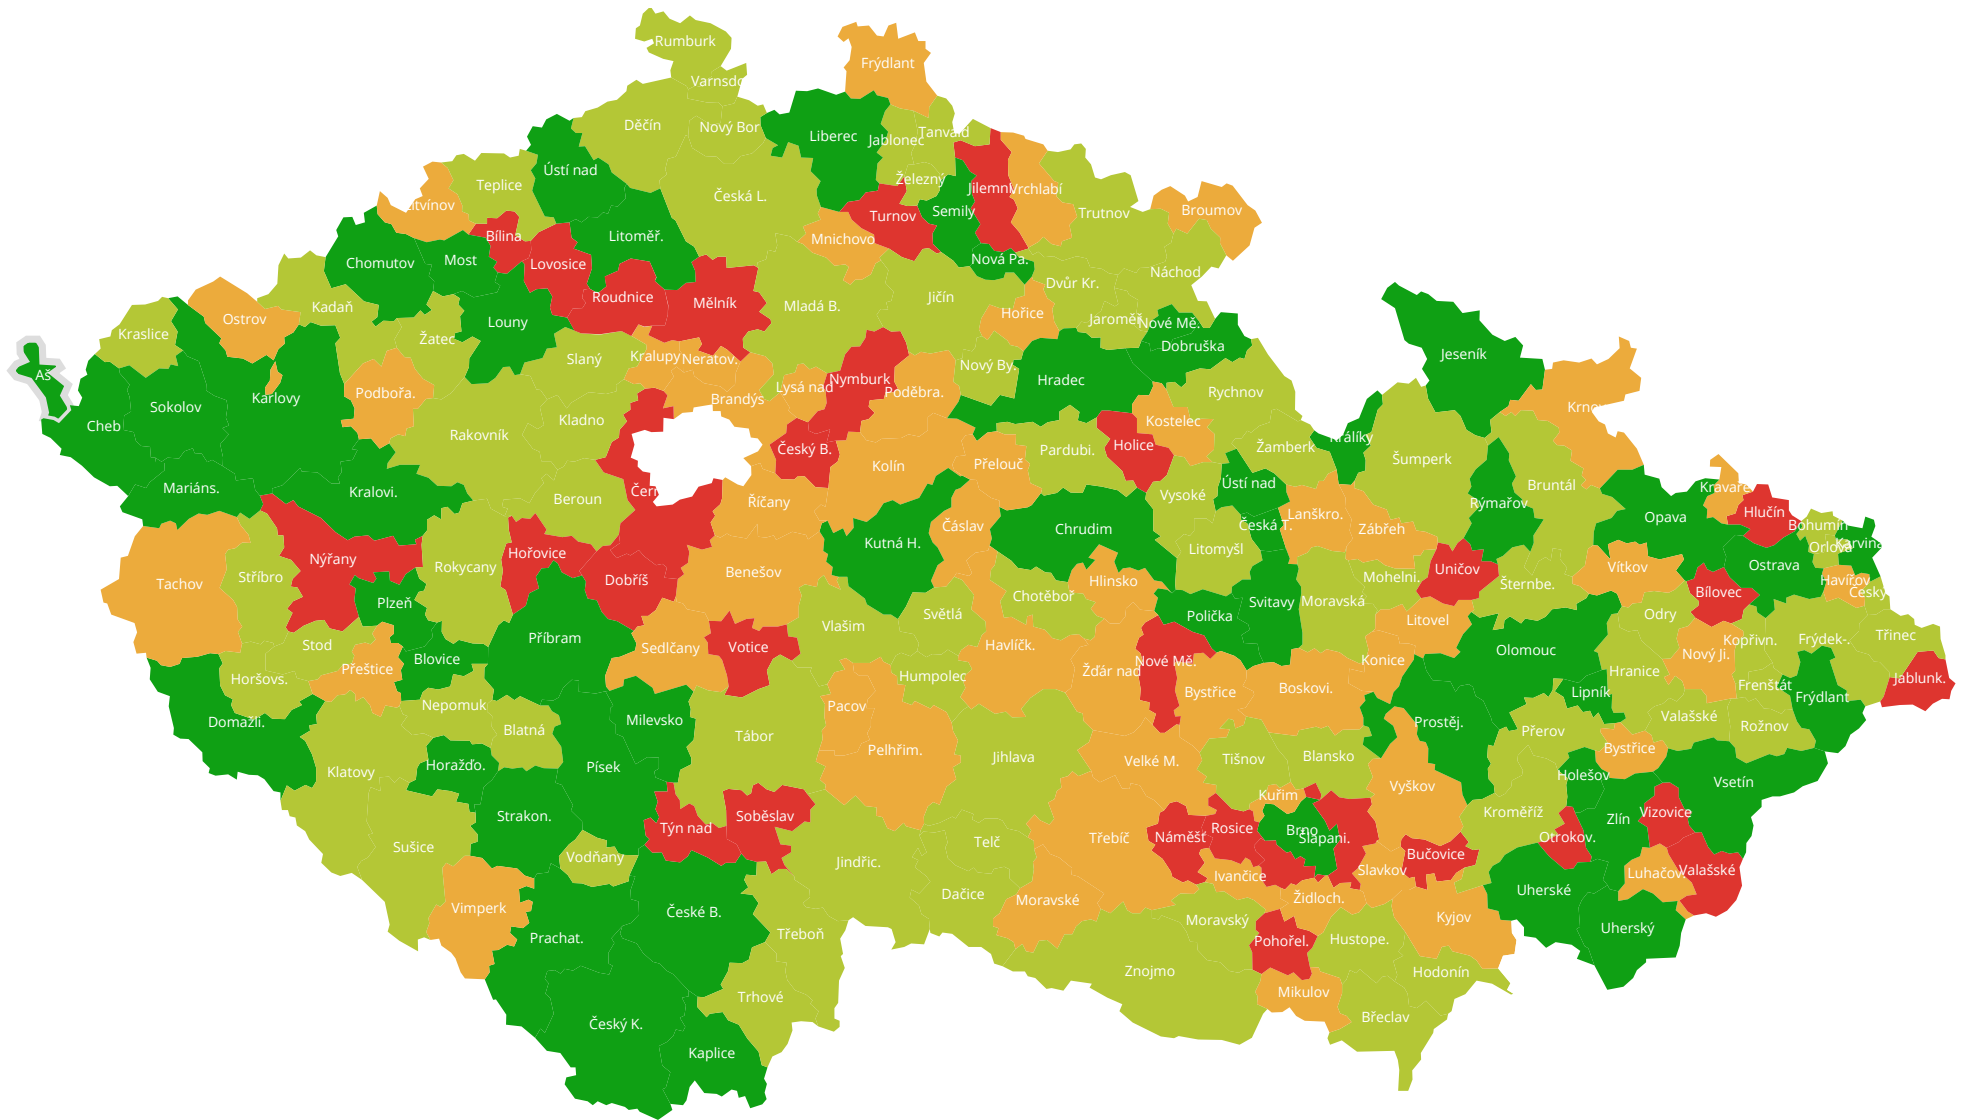 Rumburk
Frýdlant
Varnsdo
Děčín
Nový Bor
Liberec
Jablonec
Tanvald
Ústí nad
Teplice
Železný
Jilemni
Vrchlabí
Česká L.
Turnov
Semily
Trutnov
Broumov
tvínov
Bílina
Litoměř.
Mnichovo
Lovosice
Most
Chomutov
Nová Pa.
Náchod
Dvůr Kr.
Roudnice
Mělník
Mladá B.
Jičín
Kadaň
Hořice
Jaroměř
Nové Mě.
Ostrov
Louny
Kraslice
Žatec
Dobruška
Jeseník
Slaný
Kralupy
Neratov.
Nový By.
Aš
Nymburk
Hradec
Lysá nad
Podbořa.
Poděbra.
Rychnov
Karlovy
Brandýs
Sokolov
Krnov
Kladno
Kostelec
Cheb
Rakovník
Králíky
Holice
Žamberk
Český B.
Pardubi.
Kolín
Přelouč
Šumperk
Mariáns.
Kralovi.
Čern
Beroun
Ústí nad
Bruntál
Kravaře
Vysoké
Říčany
Rýmařov
Hlučín
Lanškro.
Opava
Čáslav
Česká T.
Bohumín
Chrudim
Zábřeh
Kutná H.
Karviná
Orlová
Litomyšl
Hořovice
Nýřany
Rokycany
Ostrava
Vítkov
Uničov
Benešov
Stříbro
Mohelni.
Dobříš
Havířov
Tachov
Hlinsko
Šternbe.
Český
Bílovec
Chotěboř
Moravská
Plzeň
Svitavy
Světlá
Odry
Polička
Litovel
Vlašim
Třinec
Příbram
Frýdek-.
Kopřivn.
Stod
Havlíčk.
Votice
Sedlčany
Olomouc
Nový Ji.
Blovice
Konice
Nové Mě.
Přeštice
Žďár nad
Hranice
Humpolec
Jablunk.
Horšovs.
Frenštát
Boskovi.
Bystřice
Lipník
Frýdlant
Nepomuk
Pacov
Valašské
Milevsko
Domažli.
Prostěj.
Rožnov
Blatná
Přerov
Tábor
Bystřice
Pelhřim.
Jihlava
Blansko
Tišnov
Velké M.
Horažďo.
Písek
Klatovy
Holešov
Vsetín
Vyškov
Kuřim
Kroměříž
Vizovice
Strakon.
Soběslav
Zlín
Týn nad
Rosice
Brno
Otrokov.
Náměšť
Třebíč
Šlapani.
Telč
Sušice
Bučovice
Vodňany
Jindřic.
Slavkov
Valašské
Luhačov.
Ivančice
Uherské
Dačice
Židloch.
Moravské
Vimperk
České B.
Kyjov
Moravský
Uherský
Třeboň
Prachat.
Hustope.
Pohořel.
Znojmo
Hodonín
Mikulov
Trhové
Břeclav
Český K.
Kaplice